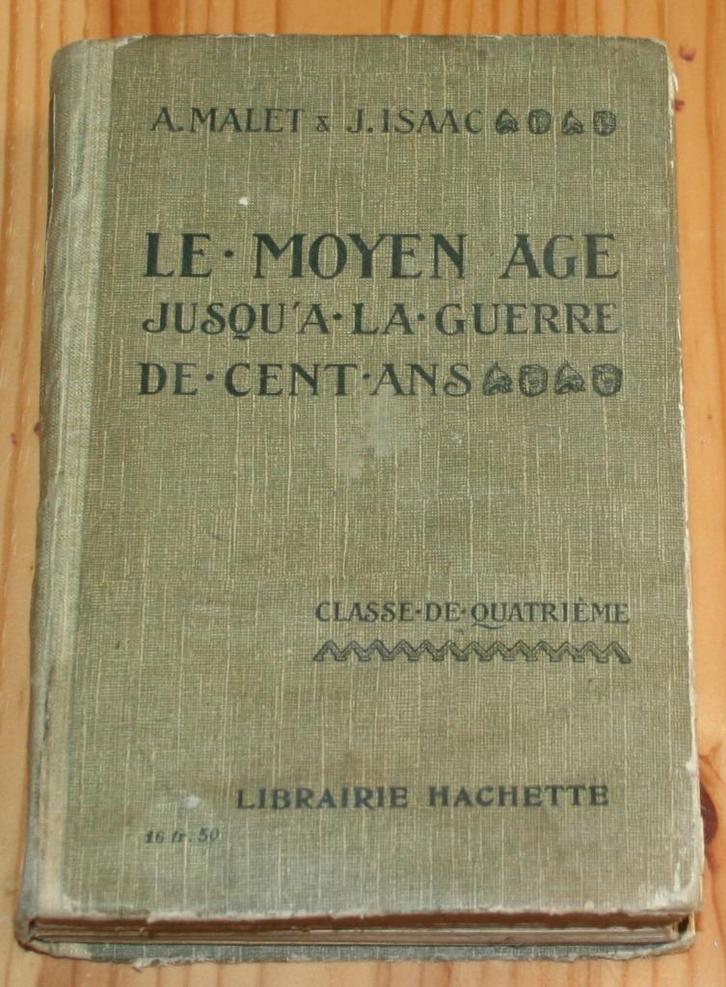 A. MALET & J. ISAAC
LE · MOYEN AGE
JUSQU'A · LA · GUERRE
DE · CENT · ANS
CLASSE · DE · QUATRIÈME
LIBRAIRIE HACHETTE
16 fr. 50